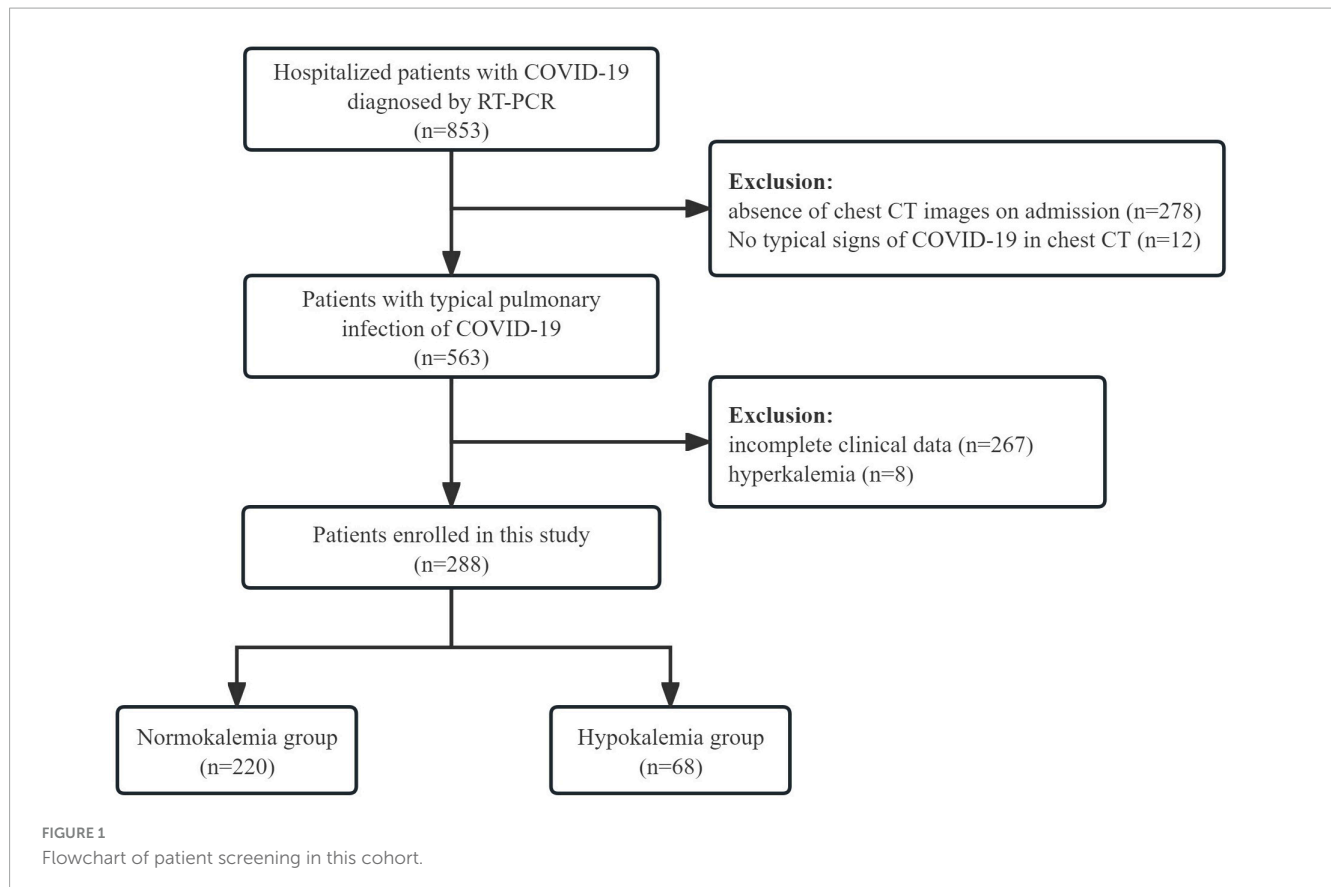 Hospitalized patients with COVID-19
diagnosed by RT-PCR
(n=853)
Exclusion:
absence of chest CT images on admission (n=278)
No typical signs of COVID-19 in chest CT (n=12)
Patients with typical pulmonary
infection of COVID-19
(n=563)
Exclusion:
incomplete clinical data (n=267)
hyperkalemia (n=8)
Patients enrolled in this study
(n=288)
Normokalemia group
(n=220)
Hypokalemia group
(n=68)
FIGURE 1
Flowchart of patient screening in this cohort.